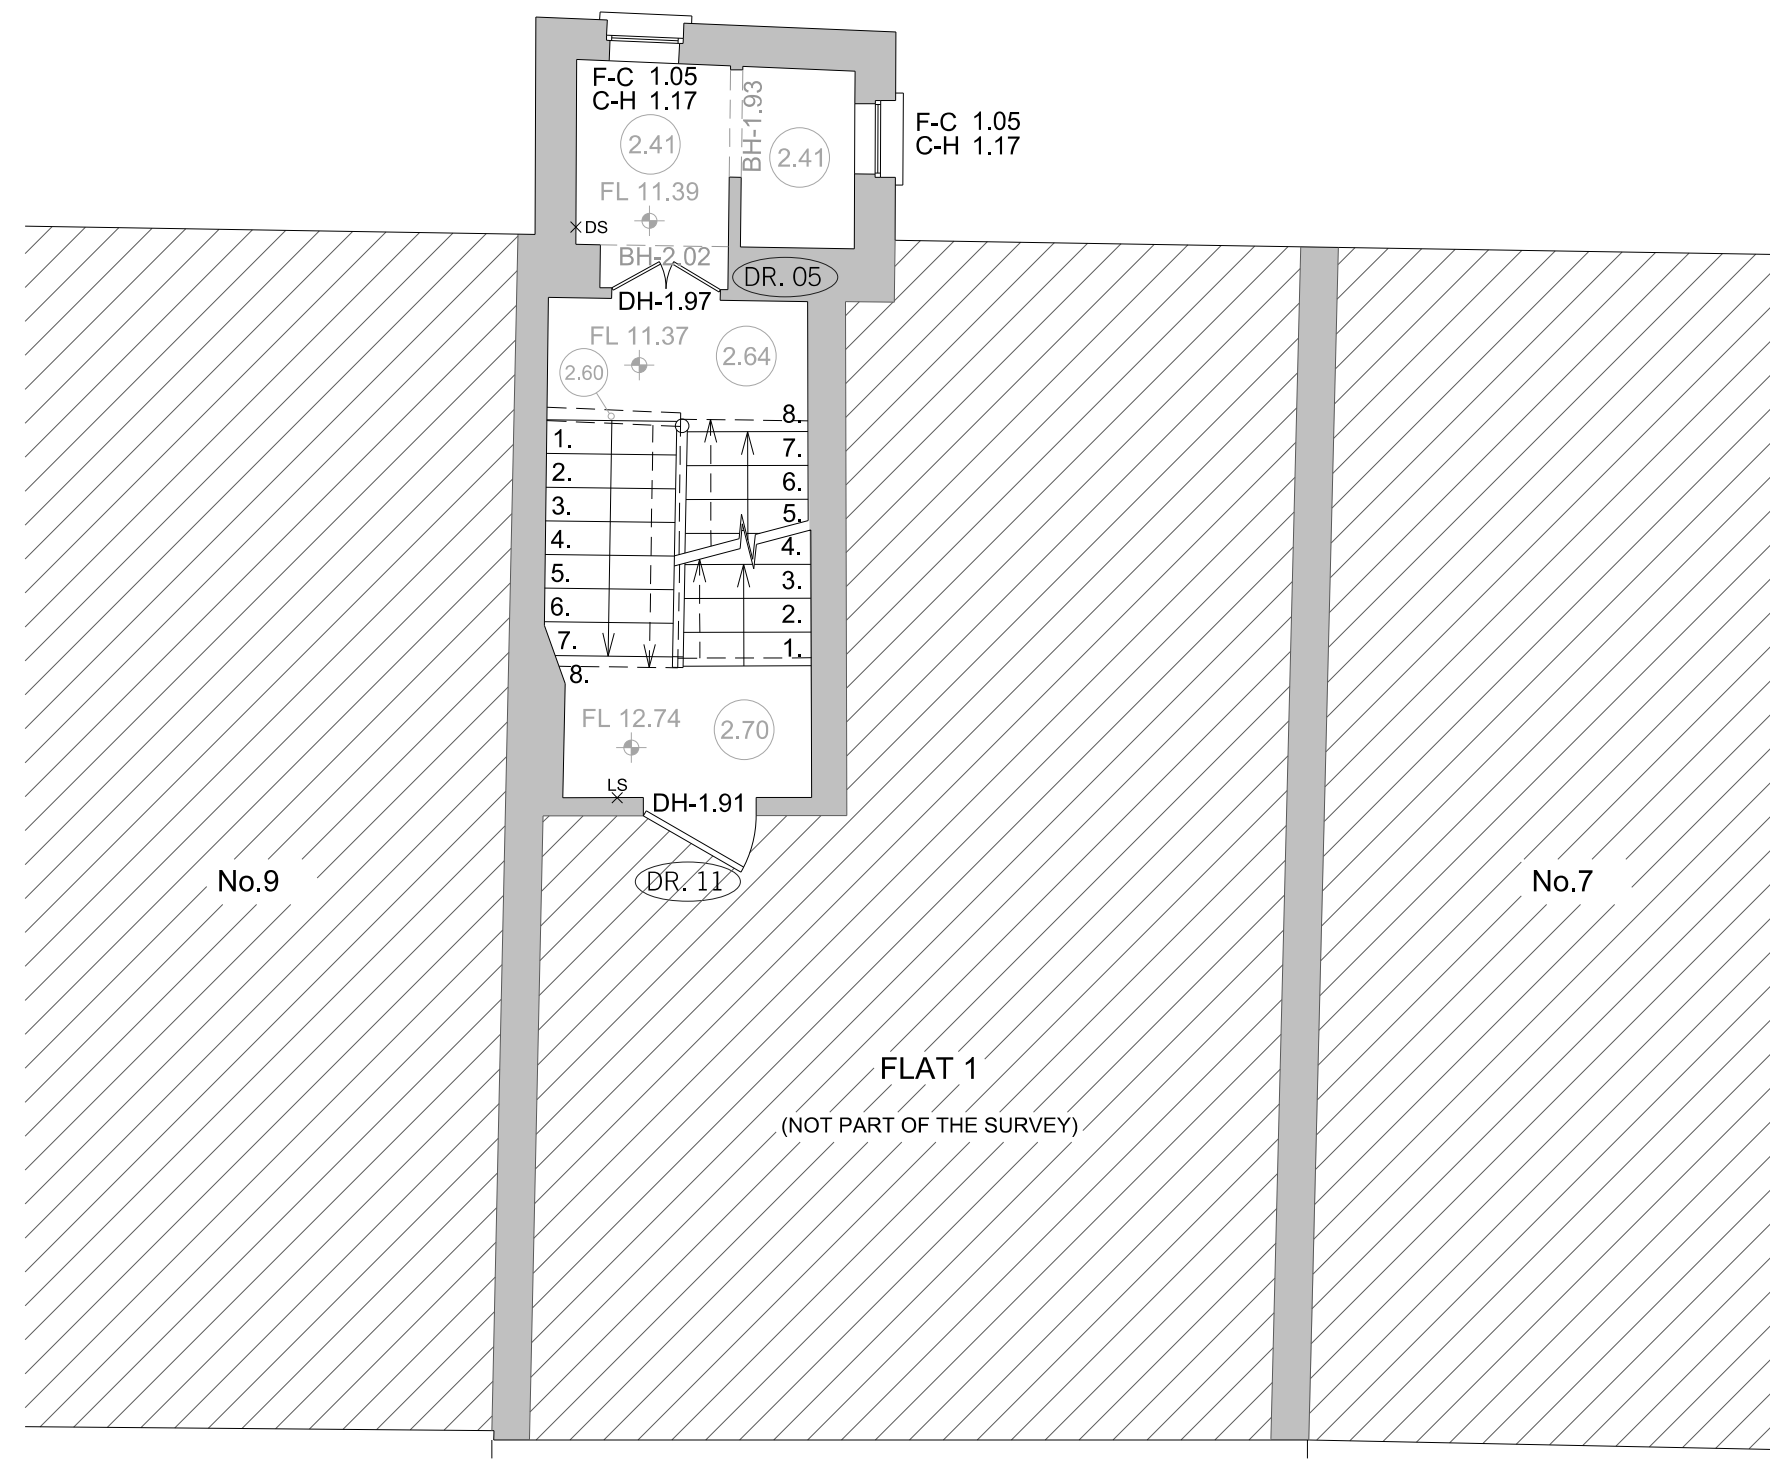 F-C 1.05
C-H 1.17
2.41
BH-1.93
2.41
F-C 1.05
C-H 1.17
FL 11.39
DS
BH-2.02
DR. 05
DH-1.97
FL 11.37
2.64
2.60
1.
2.
3.
4.
5.
6.
7.
8.
8.
7.
6.
5.
4.
3.
2.
1.
FL 12.74
2.70
LS
DH-1.91
DR. 11
No.9
No.7
FLAT 1
(NOT PART OF THE SURVEY)